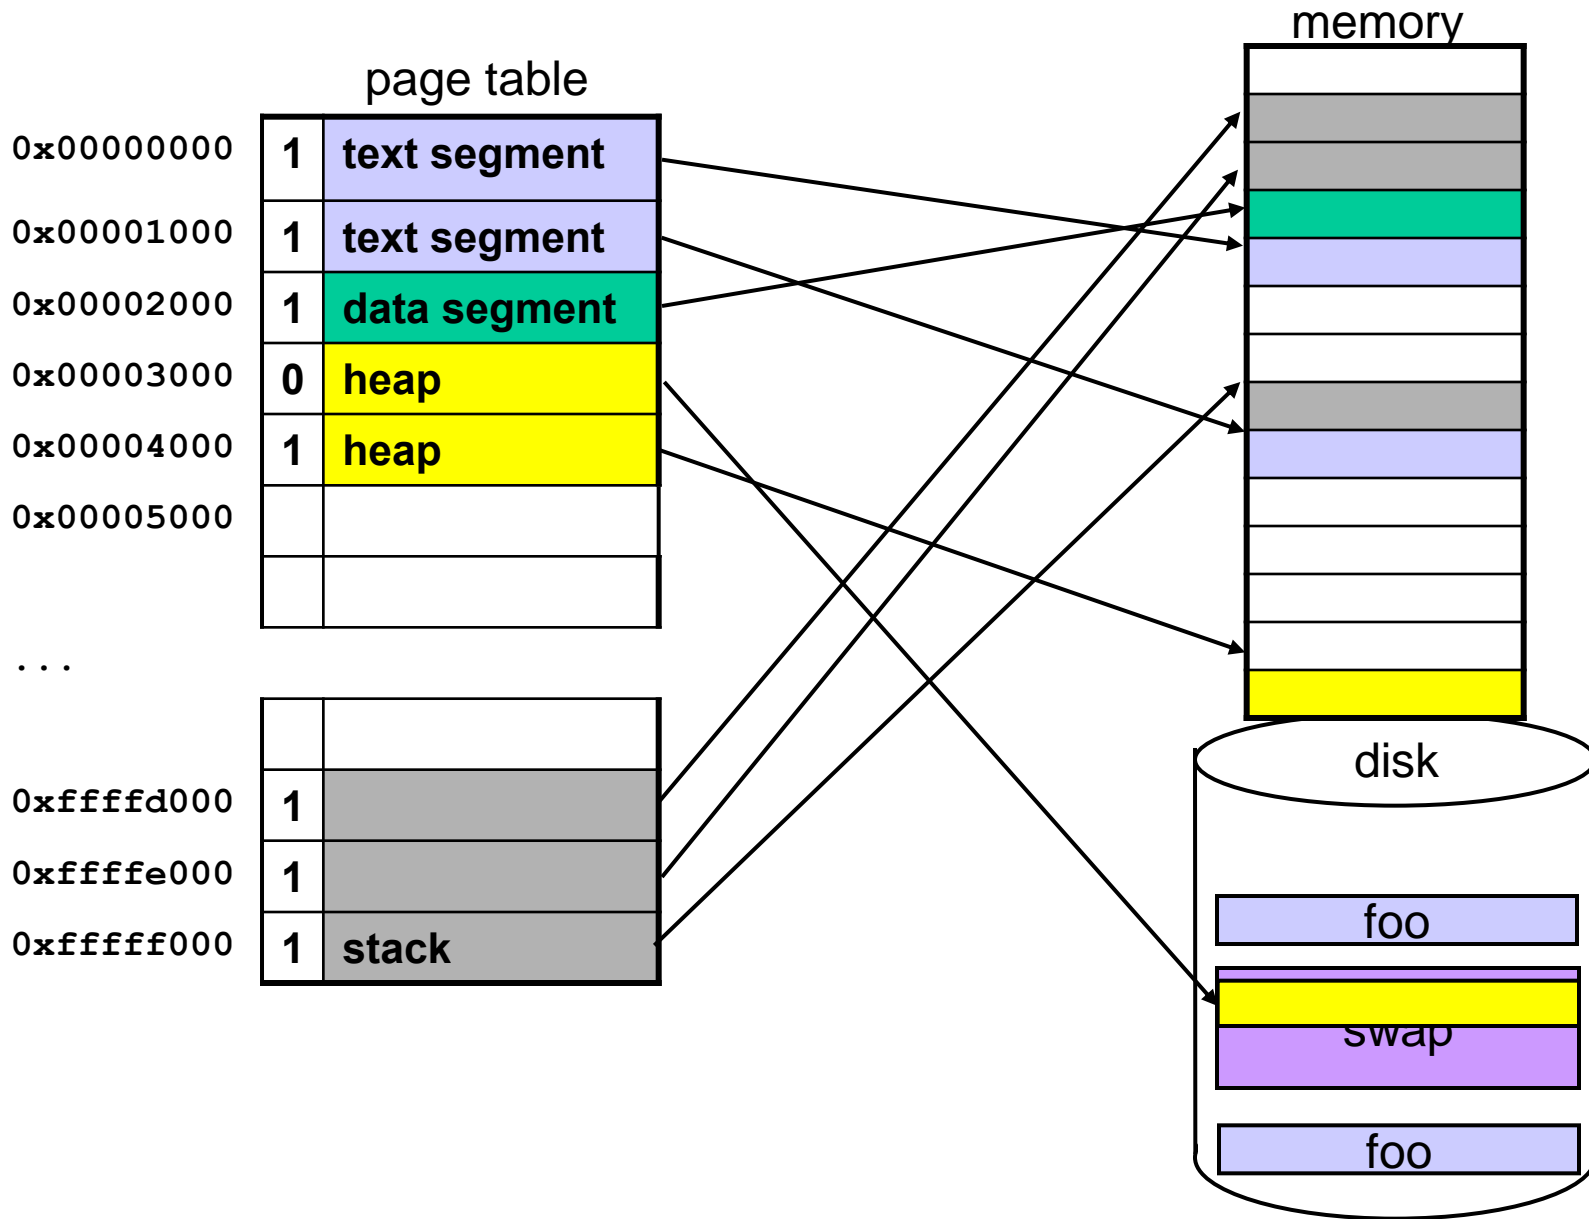 memory
page table
0x00000000 1 text segment
0x00001000 1 text segment
0x00002000 1 data segment
0x00003000 0 heap
0x00004000 1 heap
0x00005000
...
0xffffd000 1
0xffffe000 1
0xfffff000 1 stack
disk
foo
swap
foo